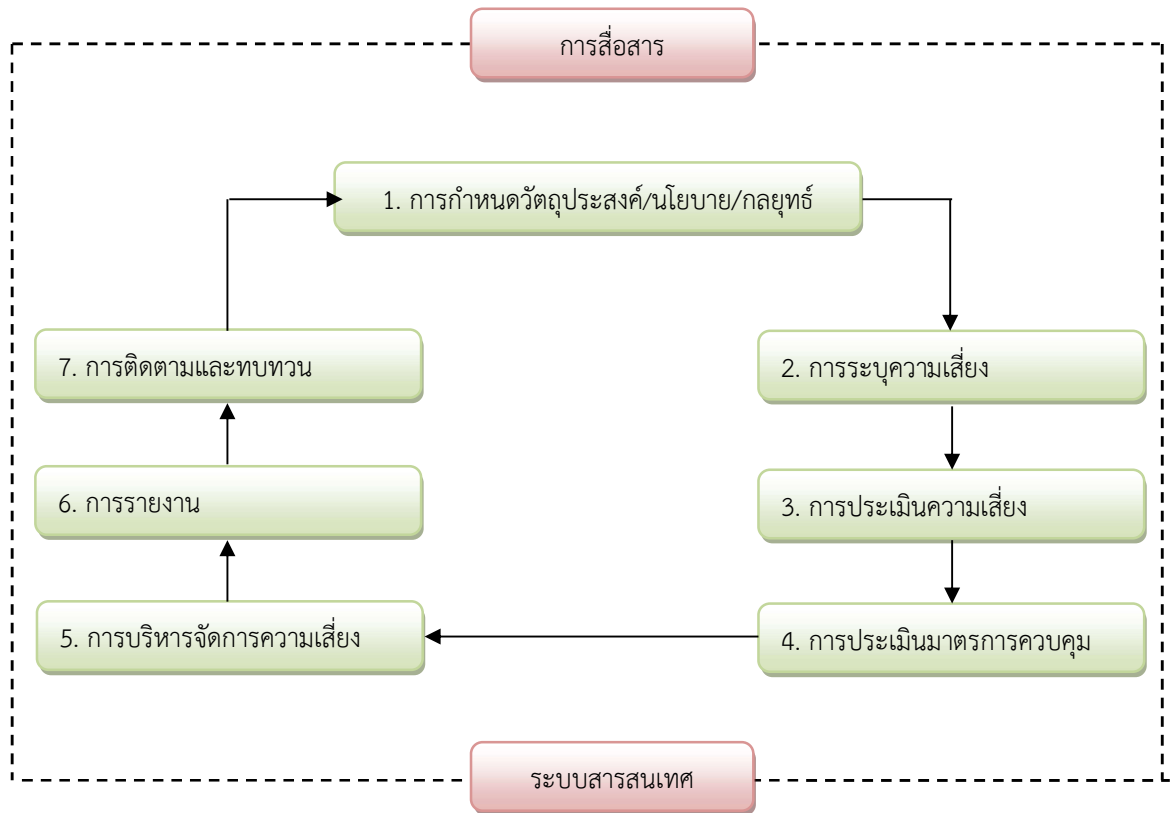 การสื่อสาร
1. การกำหนดวัตถุประสงค์/นโยบาย/กลยุทธ์
2. การระบุความเสี่ยง
3. การประเมินความเสี่ยง
4. การประเมินมาตรการควบคุม
5. การบริหารจัดการความเสี่ยง
6. การรายงาน
7. การติดตามและทบทวน
ระบบสารสนเทศ